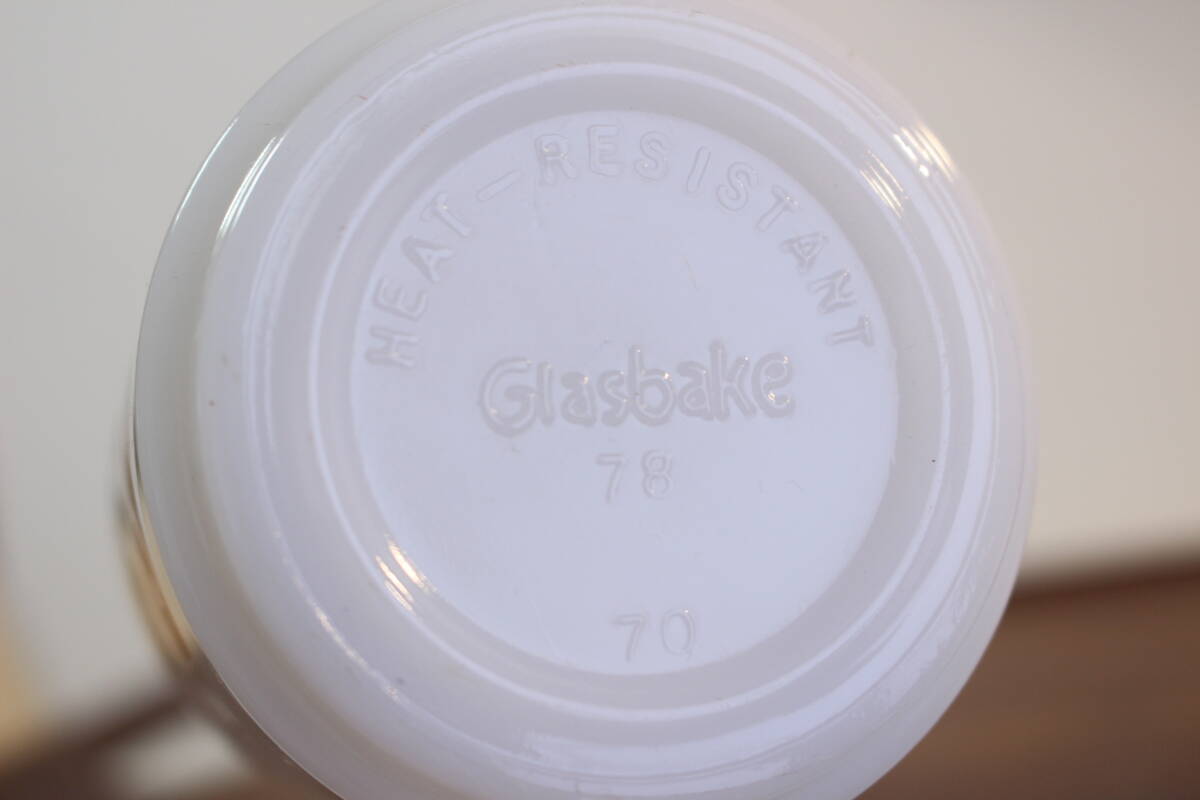 HEAT-RESISTANT
Glasbake
78
70